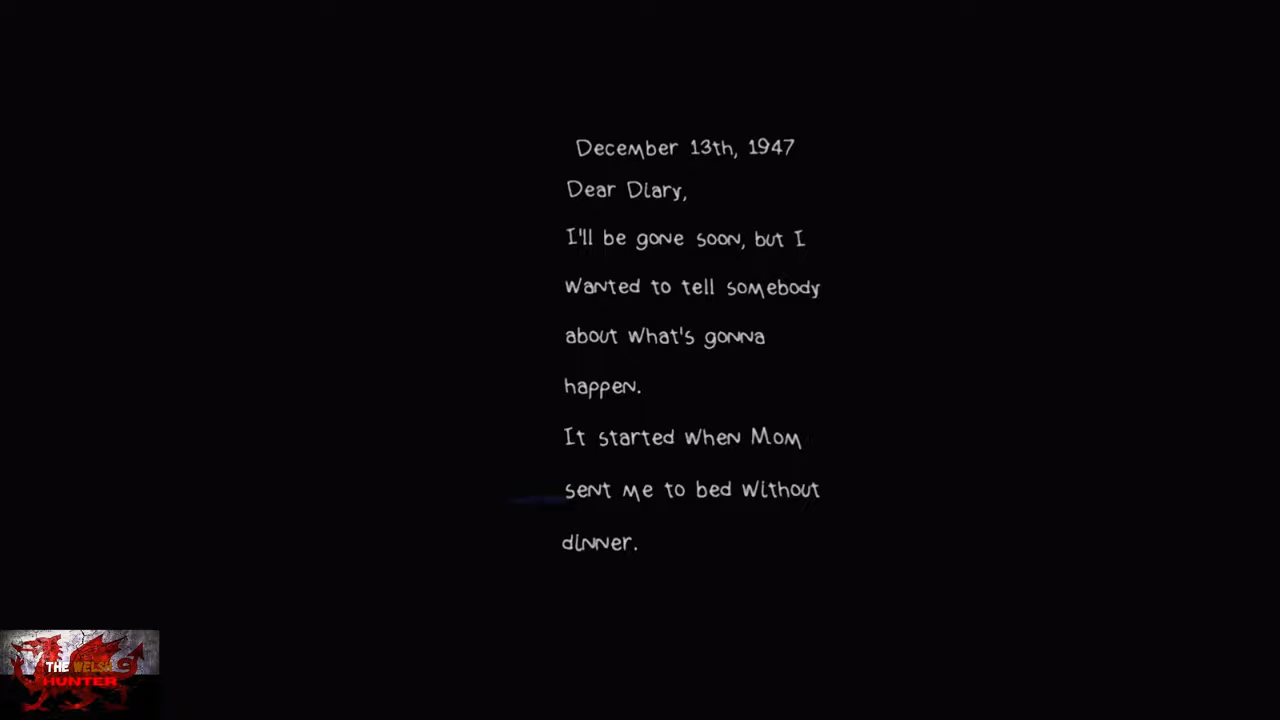 December 13th, 1947
Dear Diary,
I'll be gone soon, but I
wanted to tell somebody
about what's gonna
happen.
It started when Mom
sent me to bed without
dinner.
THE WELSH
HUNTER